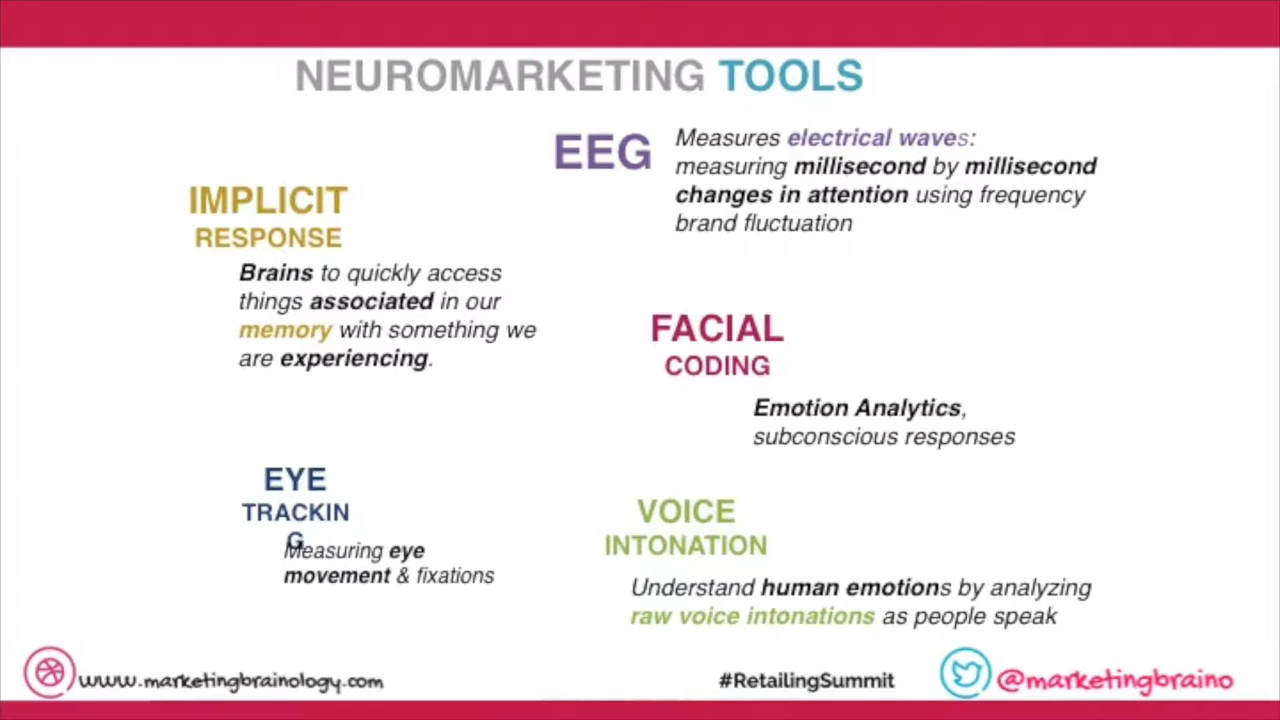 NEUROMARKETING TOOLS
EEG
Measures electrical waves:
measuring millisecond by millisecond
changes in attention using frequency
brand fluctuation
IMPLICIT
RESPONSE
Brains to quickly access
things associated in our
memory with something we
are experiencing.
FACIAL
CODING
Emotion Analytics,
subconscious responses
EYE
TRACKIN
G
Measuring eye
movement & fixations
VOICE
INTONATION
Understand human emotions by analyzing
raw voice intonations as people speak
www.marketingbrainology.com
#RetailingSummit
@marketingbraino